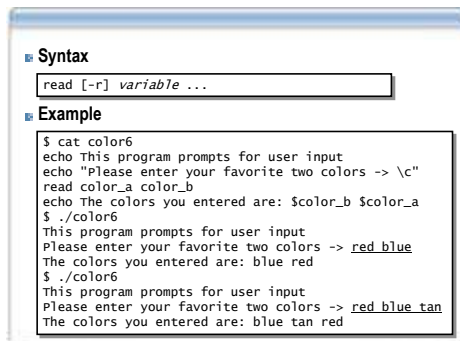 Syntax
read [-r] variable ...
Example
$ cat color6
echo This program prompts for user input
echo "Please enter your favorite two colors -> \c"
read color_a color_b
echo The colors you entered are: $color_b $color_a
$ ./color6
This program prompts for user input
Please enter your favorite two colors -> red blue
The colors you entered are: blue red
$ ./color6
This program prompts for user input
Please enter your favorite two colors -> red blue tan
The colors you entered are: blue tan red